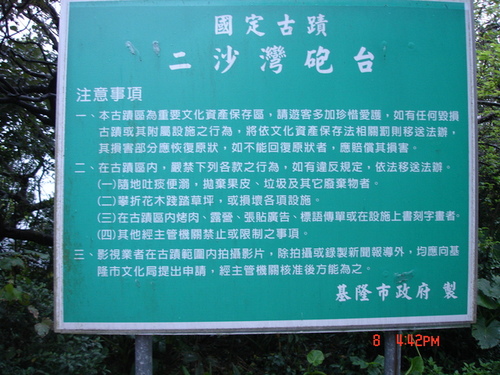 國定古蹟
二沙灣砲台
注意事項
一、本古蹟區為重要文化資產保存區，請遊客多加珍惜愛護，如有任何毀損
古蹟或其附屬設施之行為，將依文化資產保存法相關罰則移送法辦，
其損害部分應恢復原狀，如不能回復原狀者，應賠償其損害。
二、在古蹟區內，嚴禁下列各款之行為，如有違反規定，依法移送法辦。
(一)隨地吐痰便溺，拋棄果皮、垃圾及其它廢棄物者。
(二)攀折花木踐踏草坪，或損壞各項設施。
(三)在古蹟區內烤肉、露營、張貼廣告、標語傳單或在設施上書刻字畫者。
(四)其他經主管機關禁止或限制之事項。
三、影視業者在古蹟範圍內拍攝影片，除拍攝或錄製新聞報導外，均應向基
隆市文化局提出申請，經主管機關核准後方能為之。
基隆市政府 製
8 4:42PM